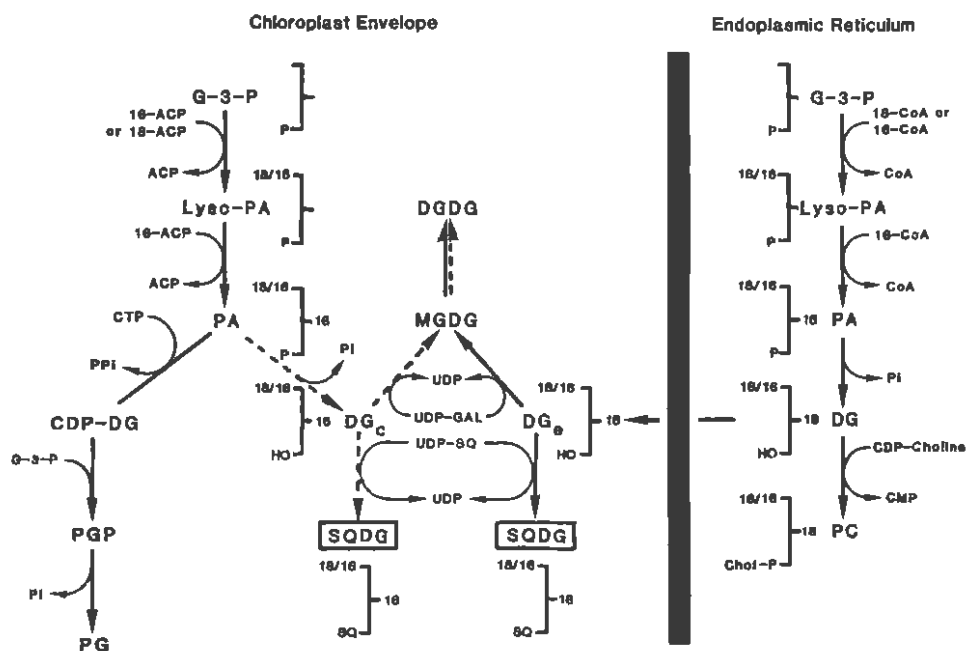 Chloroplast Envelope
Endoplasmic Reticulum
G-3-P
16-ACP
or 18-ACP
P
ACP
18/16
Lyso-PA
P
16-ACP
ACP
18/16
PA
16
P
CTP
PPi
Pi
CDP-DG
G-3-P
PGP
Pi
PG
DGDG
MGDG
UDP
UDP-GAL
UDP-SQ
UDP
18/16
16
HO
DGc
DGe
18/16
HO
SQDG
18/16
16
SQ
SQDG
18/16
SQ
G-3-P
P
18-CoA or
16-CoA
CoA
18/16
Lyso-PA
P
16-CoA
CoA
18/16
PA
P
Pi
18/16
DG
HO
CDP-Choline
CMP
18/16
18
PC
Chol-P